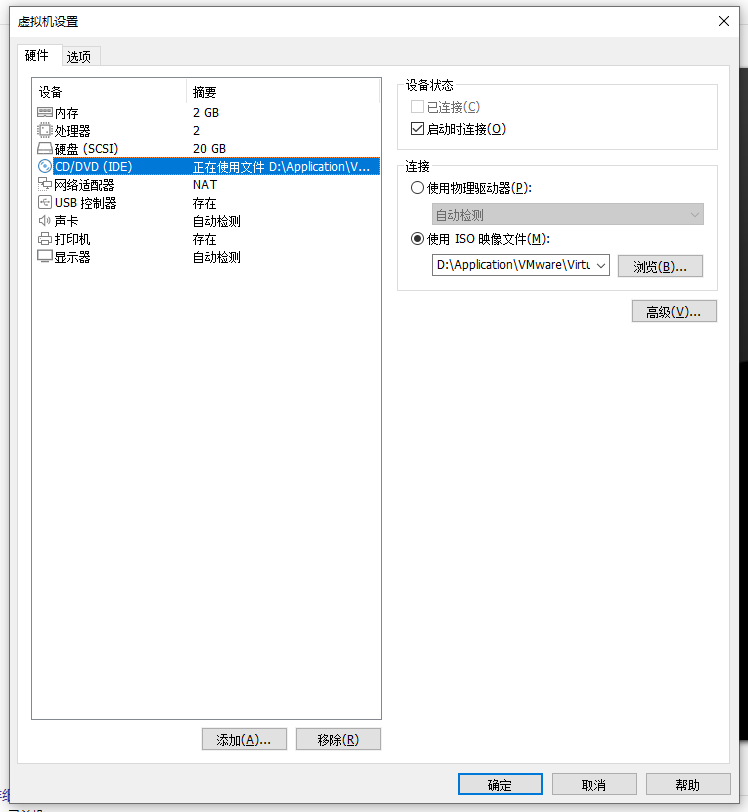 虚拟机设置
硬件 选项
设备 摘要
内存 2 GB
处理器 2
硬盘 (SCSI) 20 GB
CD/DVD (IDE) 正在使用文件 D:\Application\V...
网络适配器 NAT
USB 控制器 存在
声卡 自动检测
打印机 存在
显示器 自动检测
添加(A)... 移除(R)
设备状态
已连接(C)
启动时连接(O)
连接
使用物理驱动器(P):
自动检测
使用 ISO 映像文件(M):
D:\Application\VMware\Virtu
浏览(B)...
高级(V)...
确定 取消 帮助